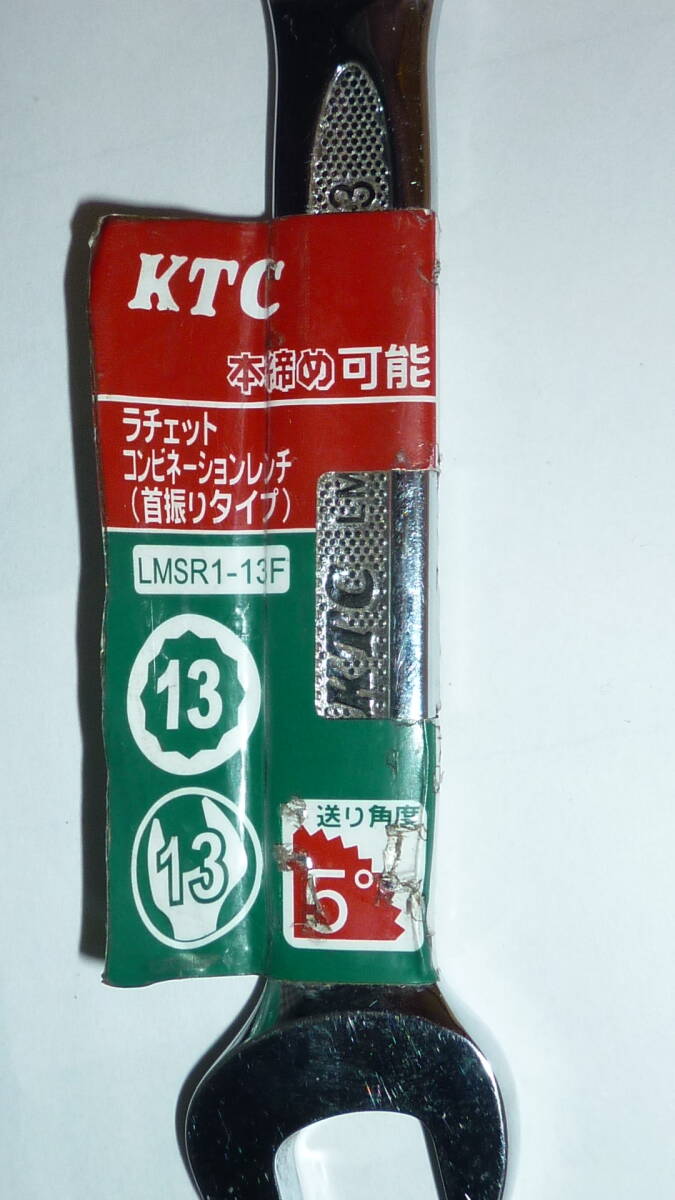 3
KTC
本締め可能
ラチェット
コンビネーションレンチ
(首振りタイプ)
LMSR1-13F
KTC LM
13
13
送り角度
5°